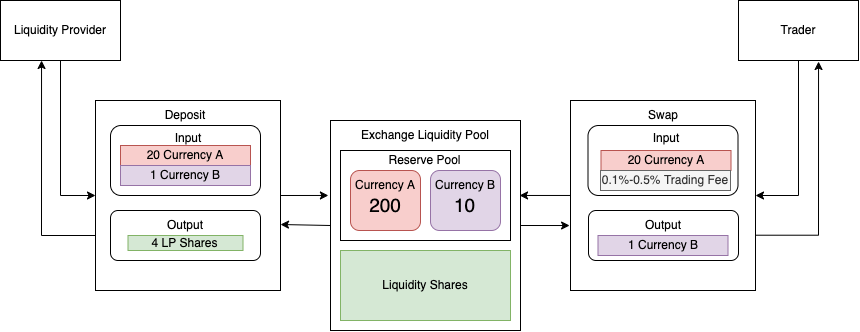 Liquidity Provider
Trader
Deposit
Input
20 Currency A
1 Currency B
Output
4 LP Shares
Exchange Liquidity Pool
Reserve Pool
Currency A
200
Currency B
10
Liquidity Shares
Swap
Input
20 Currency A
0.1%-0.5% Trading Fee
Output
1 Currency B